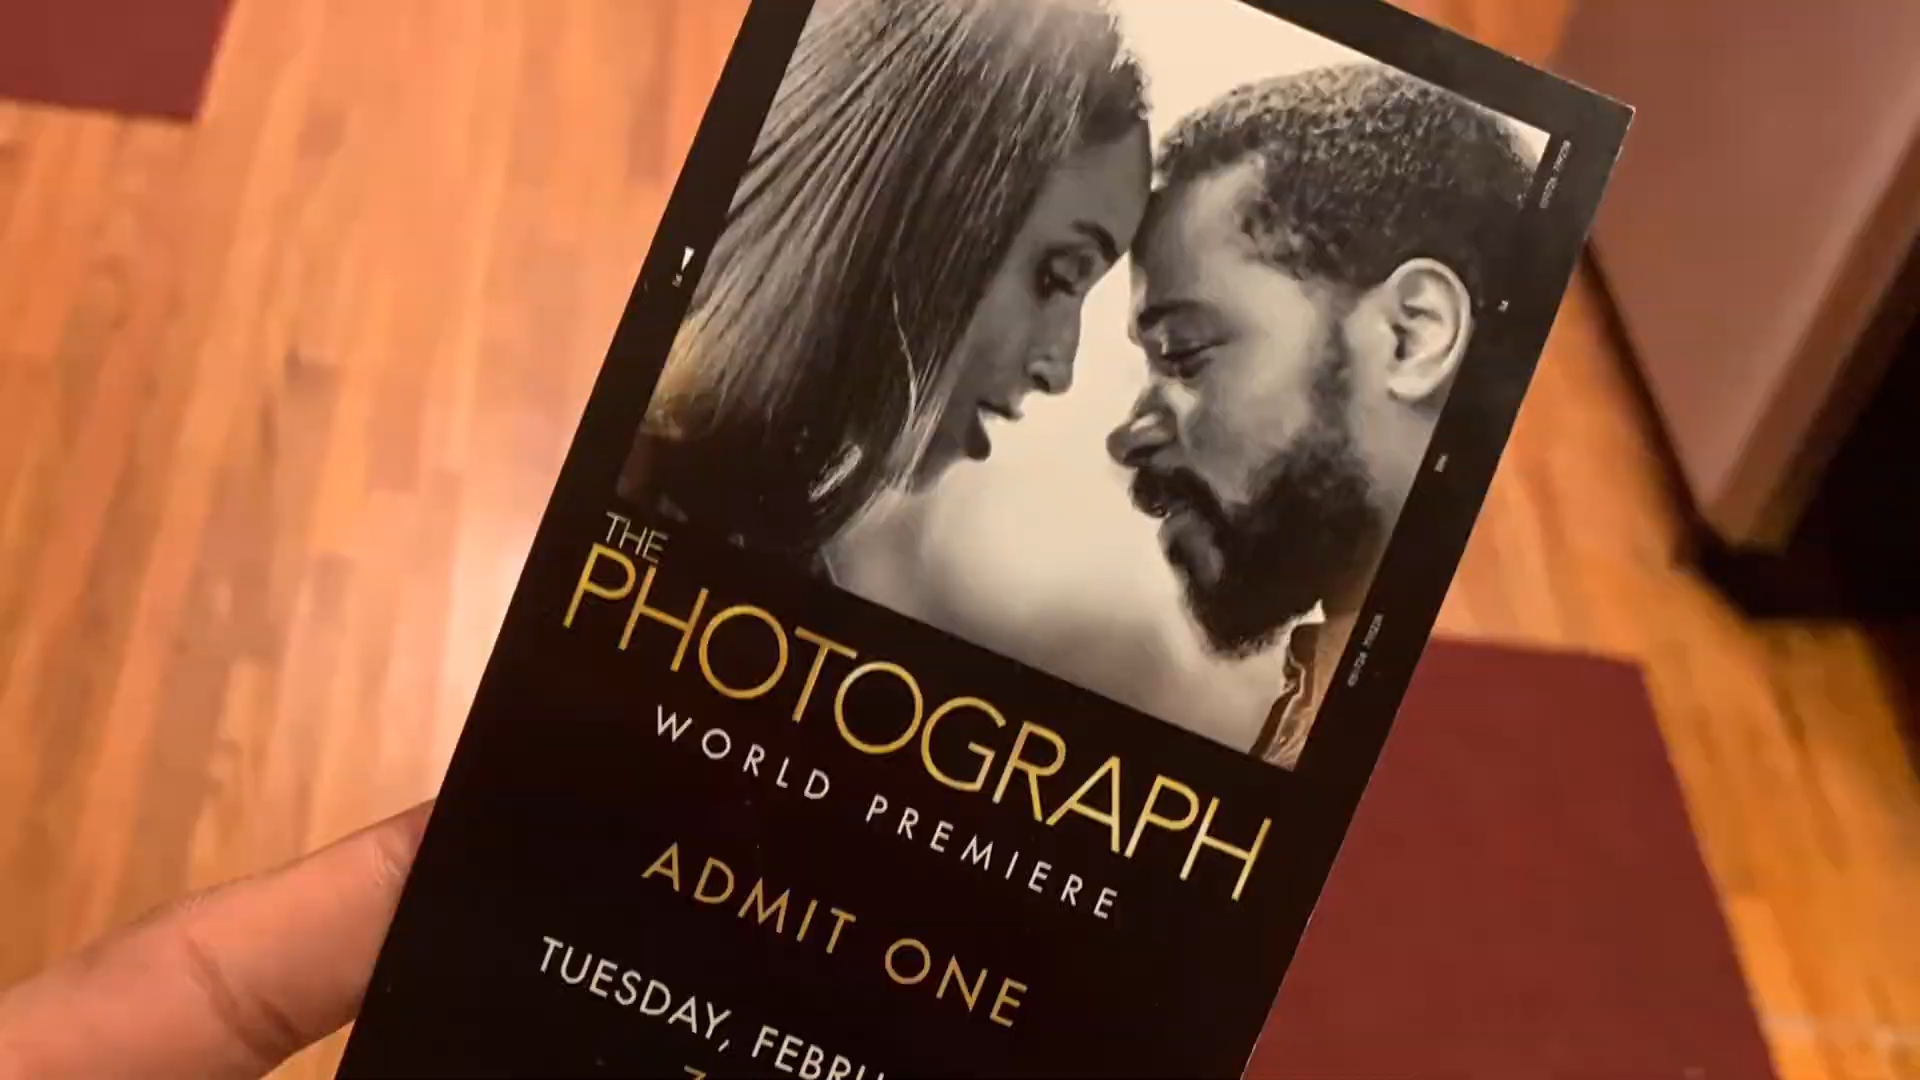 THE
PHOTOGRAPH
WORLD PREMIERE
ADMIT ONE
TUESDAY,